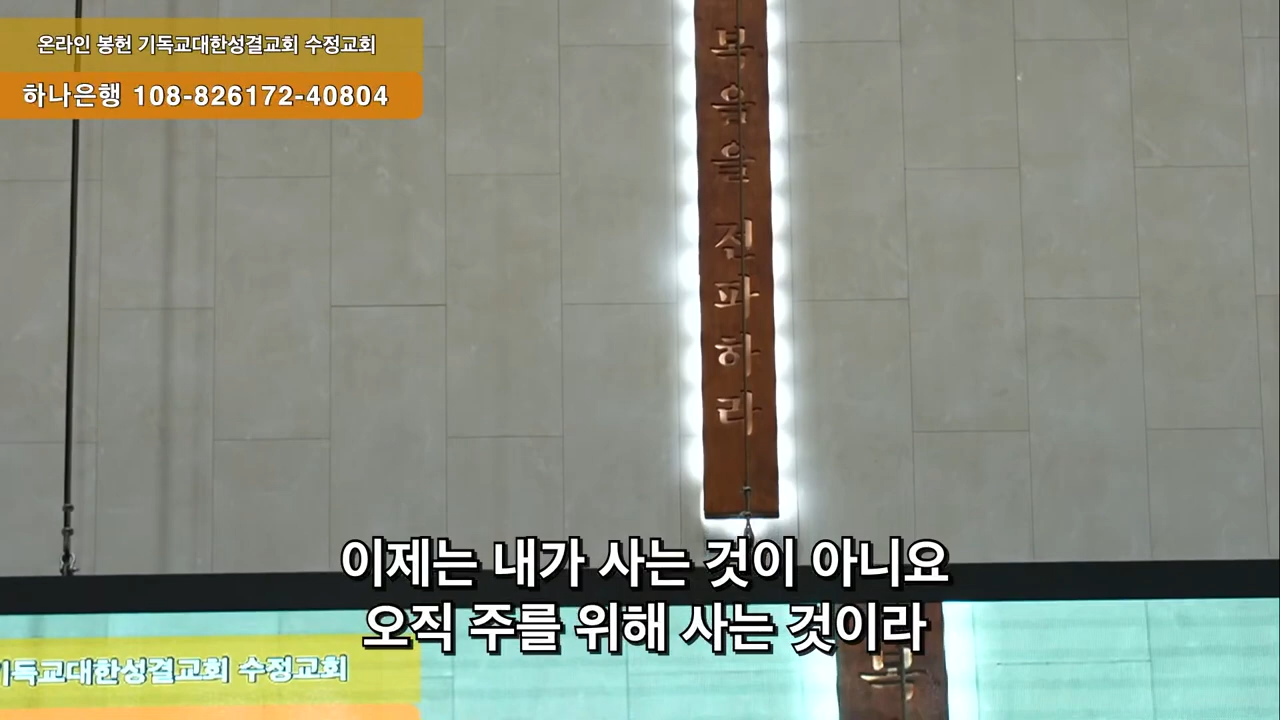 온라인 봉헌 기독교대한성결교회 수정교회
하나은행 108-826172-40804
복음을 전파하라
이제는 내가 사는 것이 아니요
오직 주를 위해 사는 것이라
기독교대한성결교회 수정교회
복